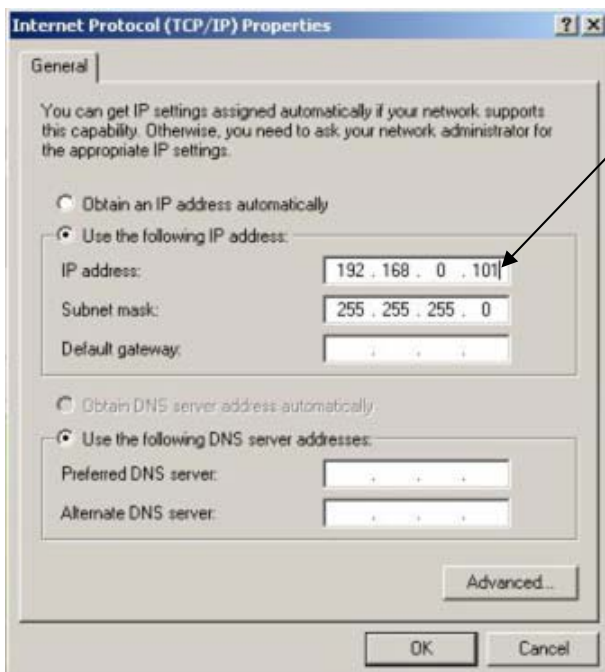 Internet Protocol (TCP/IP) Properties
General
You can get IP settings assigned automatically if your network supports
this capability. Otherwise, you need to ask your network administrator for
the appropriate IP settings.
Obtain an IP address automatically
Use the following IP address:
IP address: 192 . 168 . 0 . 101
Subnet mask: 255 . 255 . 255 . 0
Default gateway: . . .
Obtain DNS server address automatically
Use the following DNS server addresses:
Preferred DNS server: . . .
Alternate DNS server: . . .
Advanced...
OK Cancel